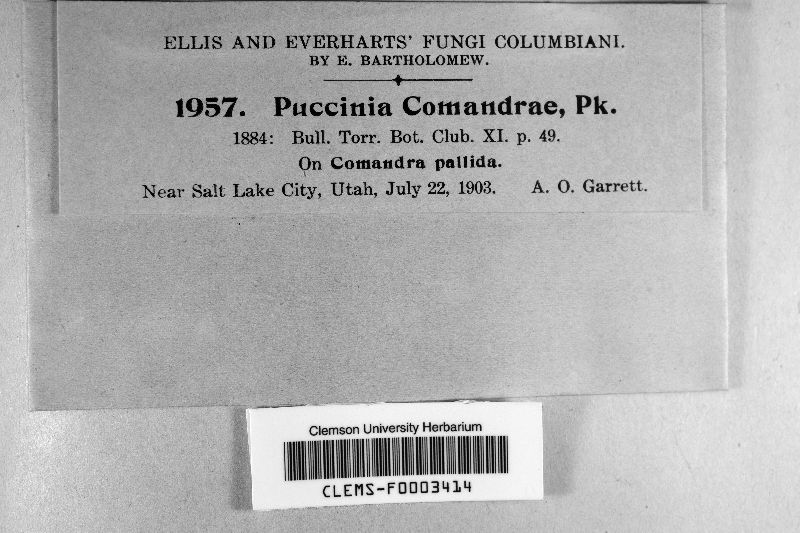 ELLIS AND EVERHARTS' FUNGI COLUMBIANI.
BY E. BARTHOLOMEW.
1957. Puccinia Comandrae, Pk.
1884: Bull. Torr. Bot. Club. XI. p. 49.
On Comandra pallida.
Near Salt Lake City, Utah, July 22, 1903. A. O. Garrett.
Clemson University Herbarium
CLEMS-F0003414